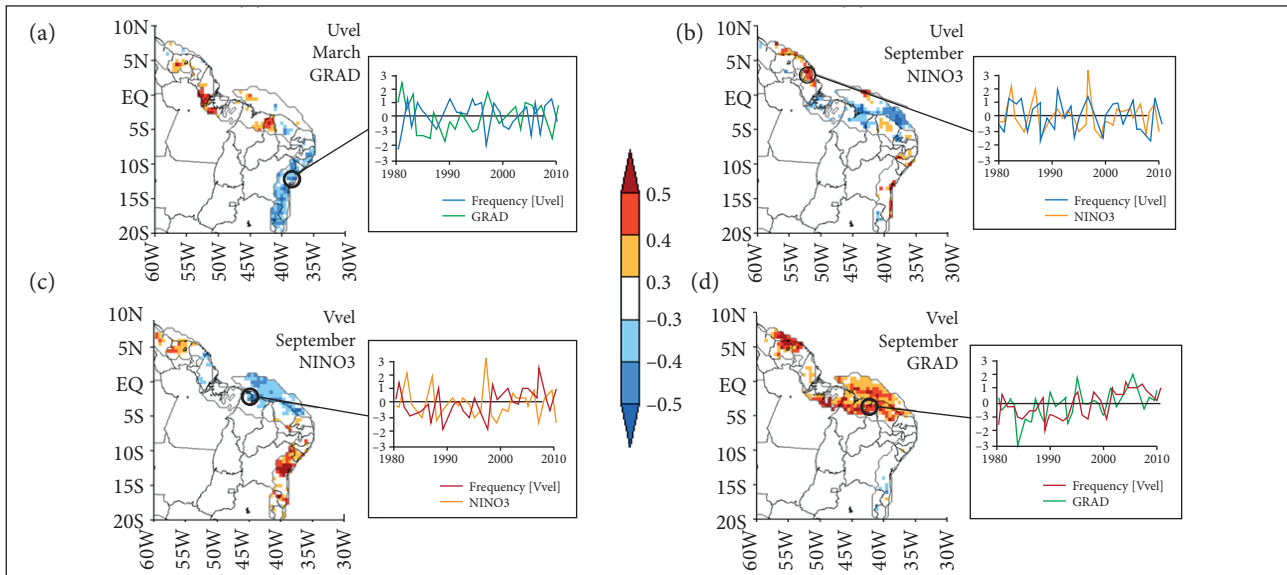 (a)
Uvel
March
GRAD
10N
5N
EQ
5S
10S
15S
20S
60W
55W
45W
40W
35W
30W
3
2
1
0
–1
–2
–3
1980
1990
2000
2010
Frequency [Uvel]
GRAD
(b)
Uvel
September
NINO3
10N
5N
EQ
5S
10S
15S
20S
60W
55W
45W
40W
35W
30W
3
2
1
0
–1
–2
–3
1980
1990
2000
2010
Frequency [Uvel]
NINO3
0.5
0.4
0.3
–0.3
–0.4
–0.5
(c)
Vvel
September
NINO3
10N
5N
EQ
5S
10S
15S
20S
60W
55W
45W
40W
35W
30W
3
2
1
0
–1
–2
–3
1980
1990
2000
2010
Frequency [Vvel]
NINO3
(d)
Vvel
September
GRAD
10N
5N
EQ
5S
10S
15S
20S
60W
55W
45W
40W
35W
30W
3
2
1
0
–1
–2
–3
1980
1990
2000
2010
Frequency [Vvel]
GRAD